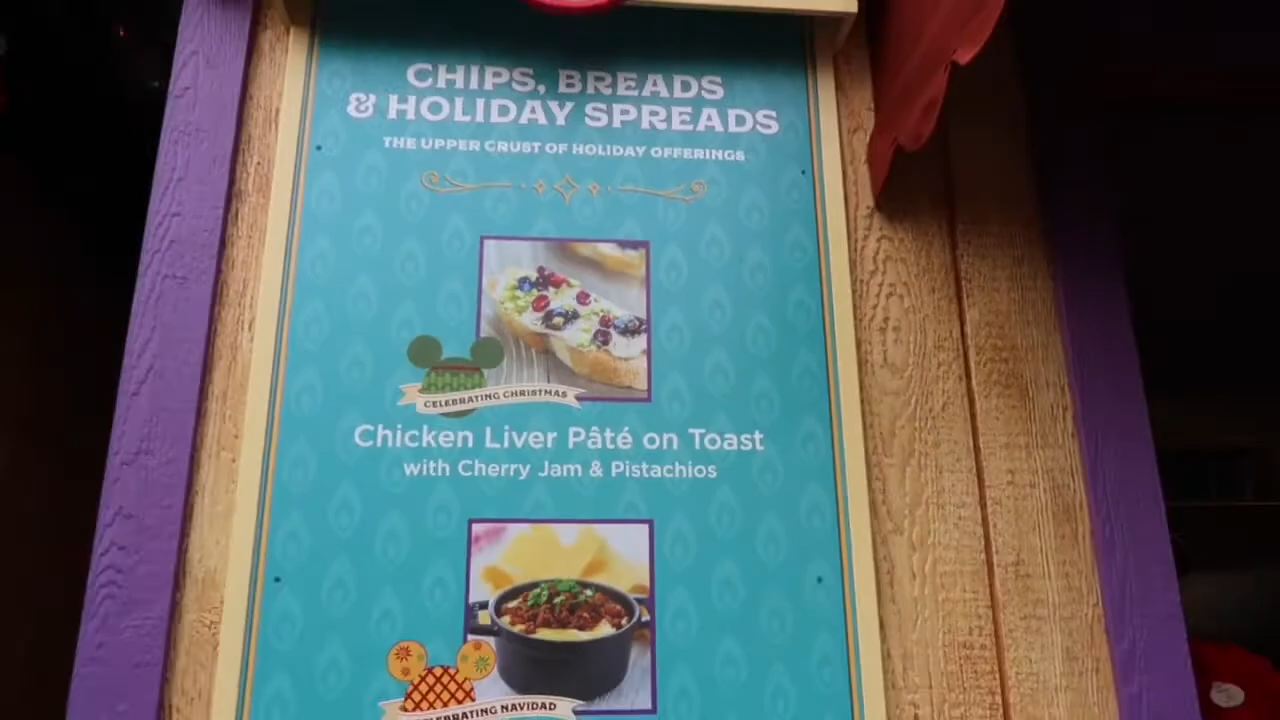 CHIPS, BREADS
& HOLIDAY SPREADS
THE UPPER CRUST OF HOLIDAY OFFERINGS
CELEBRATING CHRISTMAS
Chicken Liver Pâté on Toast
with Cherry Jam & Pistachios
NAVIDAD